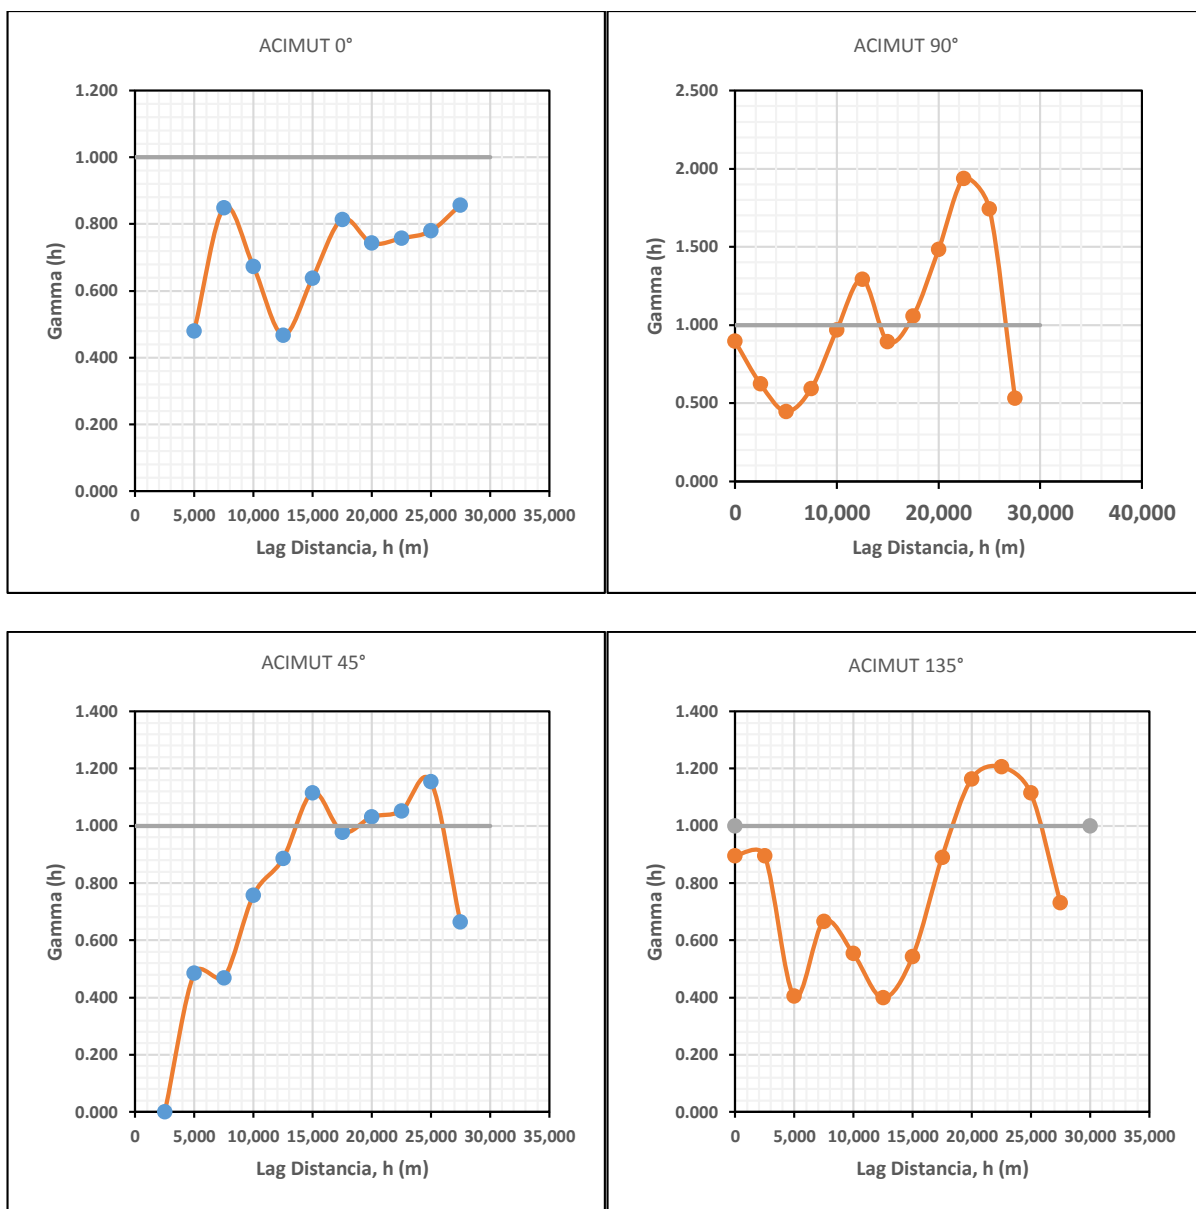 ACIMUT 0°
1.200
1.000
0.800
0.600
0.400
0.200
0.000
Gamma (h)
0 5,000 10,000 15,000 20,000 25,000 30,000 35,000
Lag Distancia, h (m)
ACIMUT 90°
2.500
2.000
1.500
1.000
0.500
0.000
Gamma (h)
0 10,000 20,000 30,000 40,000
Lag Distancia, h (m)
ACIMUT 45°
1.400
1.200
1.000
0.800
0.600
0.400
0.200
0.000
Gamma (h)
0 5,000 10,000 15,000 20,000 25,000 30,000 35,000
Lag Distancia, h (m)
ACIMUT 135°
1.400
1.200
1.000
0.800
0.600
0.400
0.200
0.000
Gamma (h)
0 5,000 10,000 15,000 20,000 25,000 30,000 35,000
Lag Distancia, h (m)